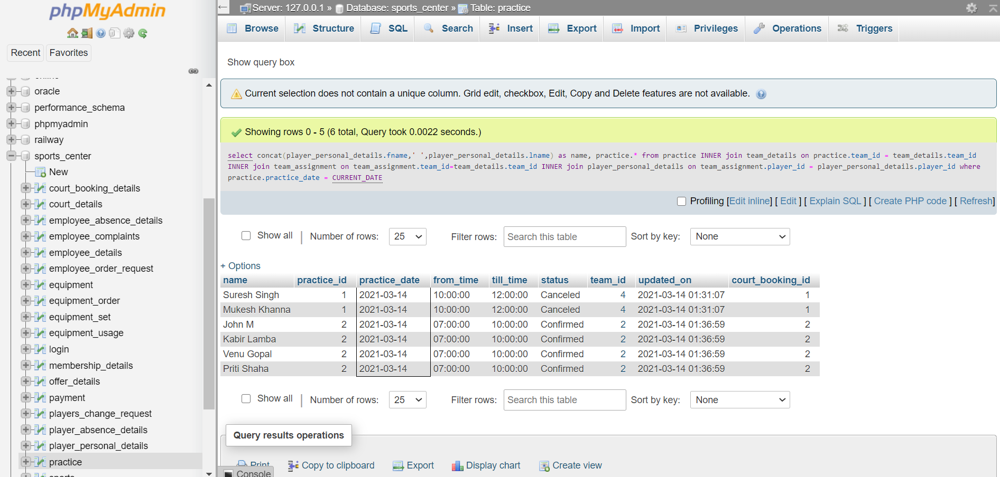 phpMyAdmin
Recent Favorites
oracle
performance_schema
phpmyadmin
railway
sports_center
New
court_booking_details
court_details
employee_absence_details
employee_complaints
employee_details
employee_order_request
equipment
equipment_order
equipment_set
equipment_usage
login
membership_details
offer_details
payment
players_change_request
player_absence_details
player_personal_details
practice
Server: 127.0.0.1 » Database: sports_center » Table: practice
Browse Structure SQL Search Insert Export Import Privileges Operations Triggers
Show query box
Current selection does not contain a unique column. Grid edit, checkbox, Edit, Copy and Delete features are not available.
Showing rows 0 - 5 (6 total, Query took 0.0022 seconds.)
select concat(player_personal_details.fname,' ',player_personal_details.lname) as name, practice.* from practice INNER join team_details on practice.team_id = team_details.team_id
INNER join team_assignment on team_assignment.team_id=team_details.team_id INNER join player_personal_details on team_assignment.player_id = player_personal_details.player_id where
practice.practice_date = CURRENT_DATE
Profiling [Edit inline] [ Edit ] [ Explain SQL ] [ Create PHP code ] [ Refresh]
Show all | Number of rows: 25 Filter rows: Search this table Sort by key: None
+ Options
name practice_id practice_date from_time till_time status team_id updated_on court_booking_id
Suresh Singh 1 2021-03-14 10:00:00 12:00:00 Canceled 4 2021-03-14 01:31:07 1
Mukesh Khanna 1 2021-03-14 10:00:00 12:00:00 Canceled 4 2021-03-14 01:31:07 1
John M 2 2021-03-14 07:00:00 10:00:00 Confirmed 2 2021-03-14 01:36:59 2
Kabir Lamba 2 2021-03-14 07:00:00 10:00:00 Confirmed 2 2021-03-14 01:36:59 2
Venu Gopal 2 2021-03-14 07:00:00 10:00:00 Confirmed 2 2021-03-14 01:36:59 2
Priti Shaha 2 2021-03-14 07:00:00 10:00:00 Confirmed 2 2021-03-14 01:36:59 2
Show all | Number of rows: 25 Filter rows: Search this table Sort by key: None
Query results operations
Print Copy to clipboard Export Display chart Create view
Console